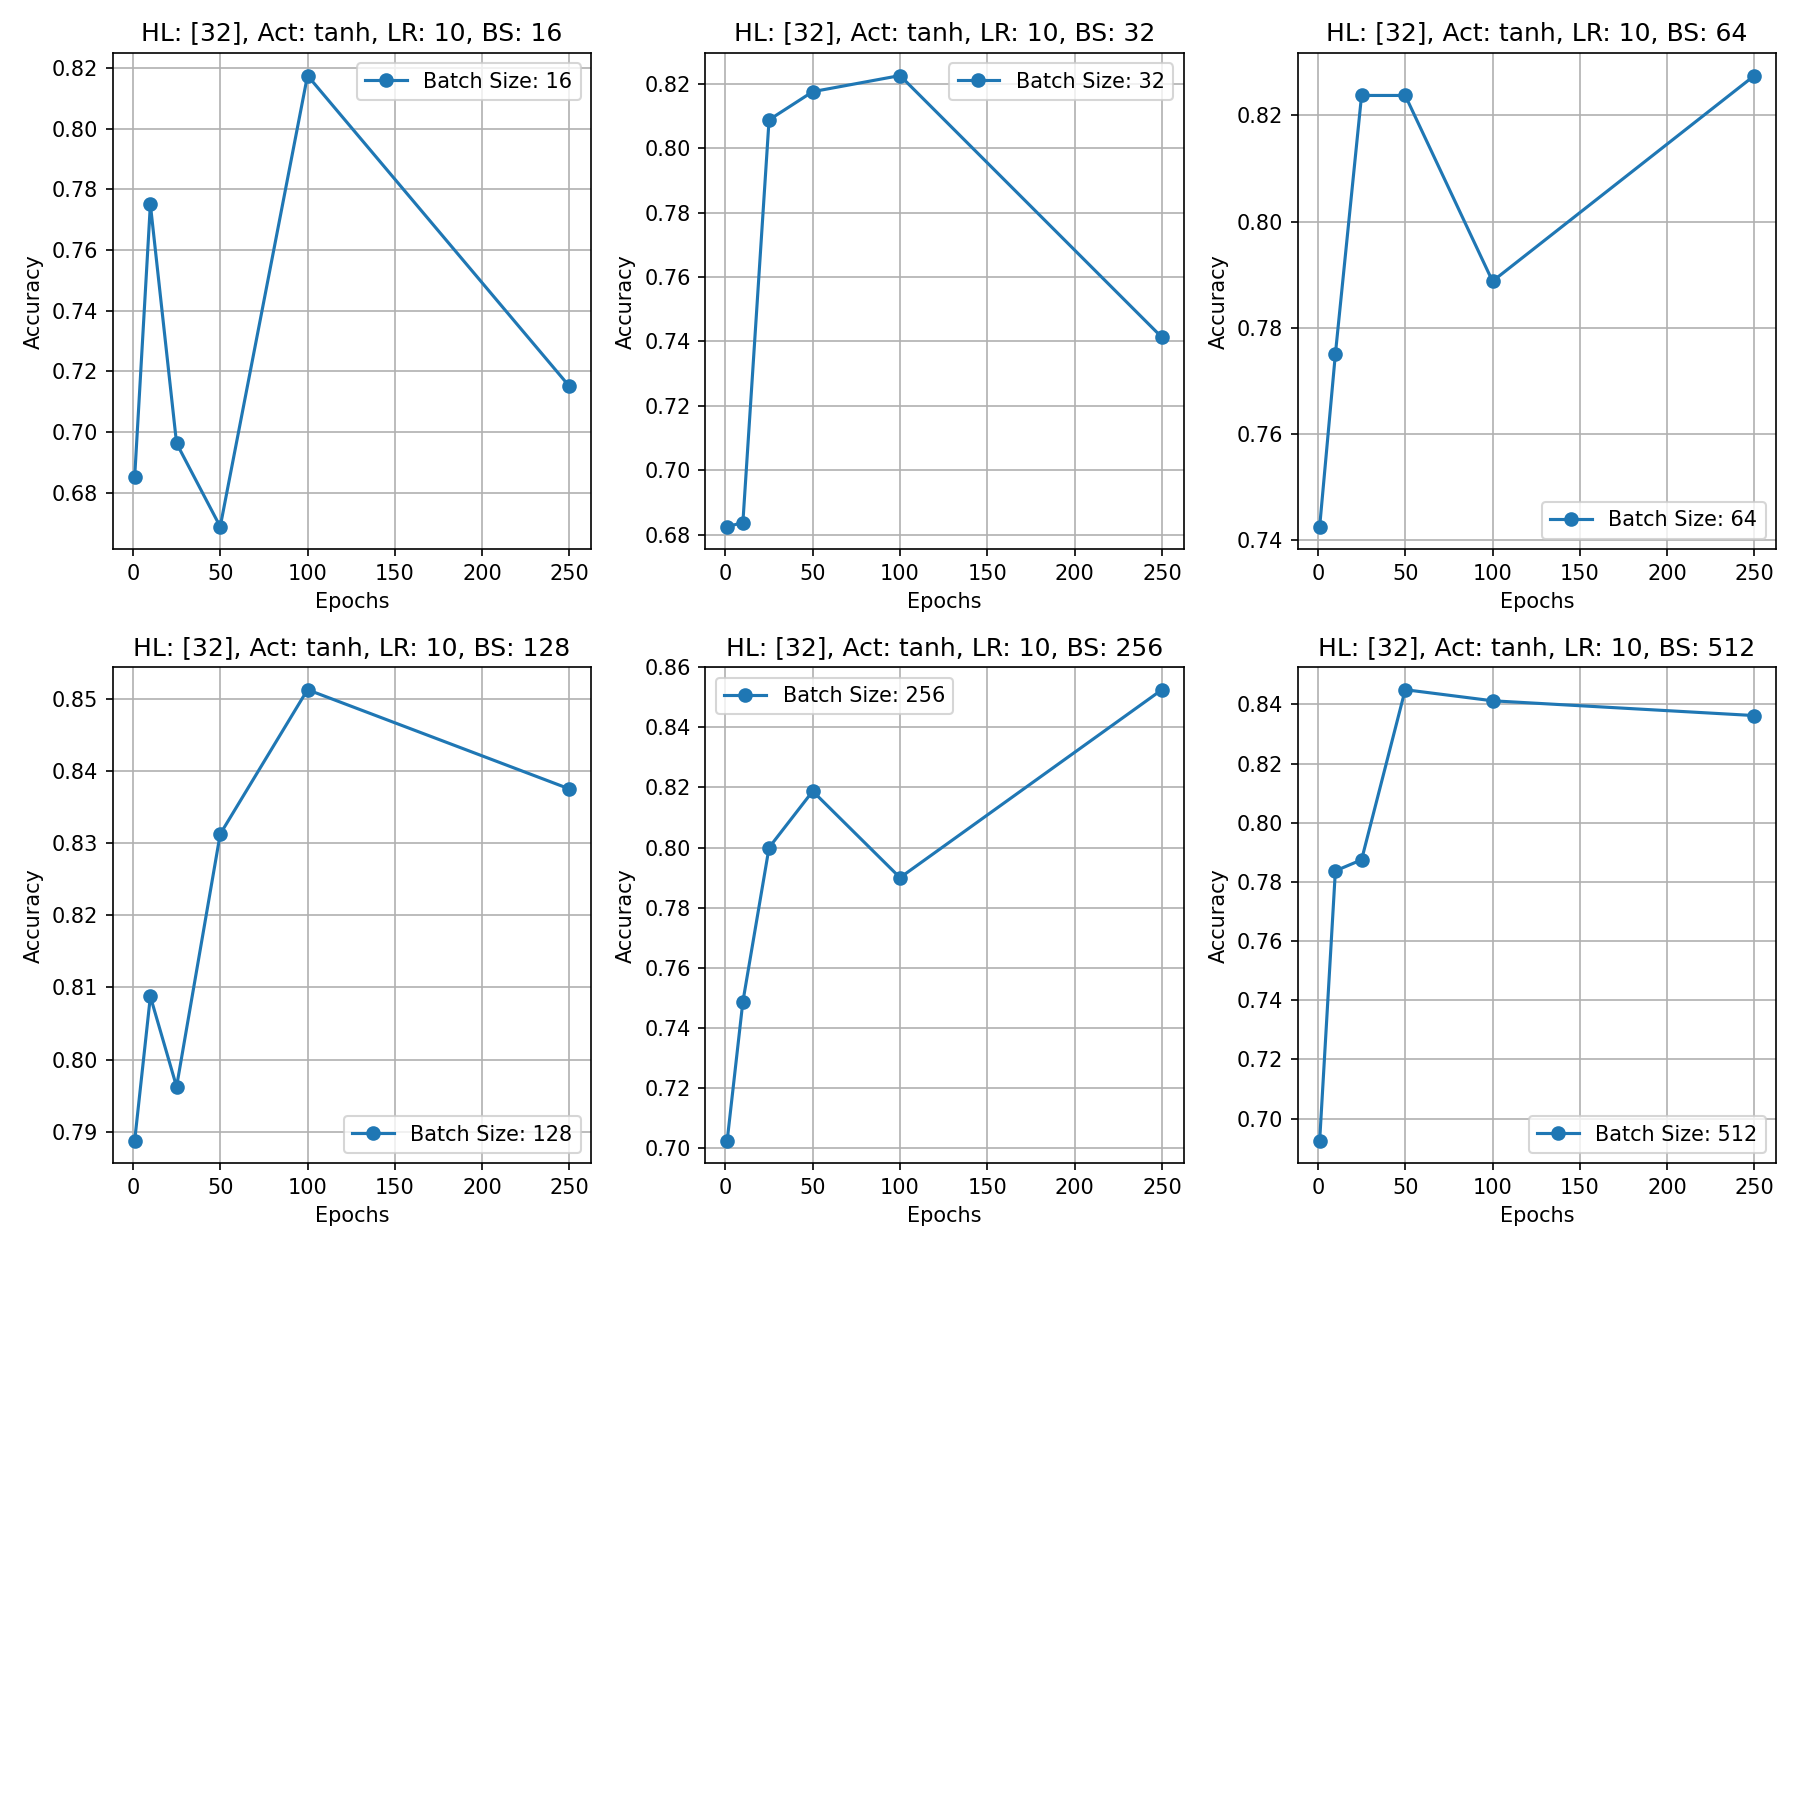 HL: [32], Act: tanh, LR: 10, BS: 16
Batch Size: 16
0.82
0.80
0.78
0.76
0.74
0.72
0.70
0.68
Accuracy
0 50 100 150 200 250
Epochs
HL: [32], Act: tanh, LR: 10, BS: 32
Batch Size: 32
0.82
0.80
0.78
0.76
0.74
0.72
0.70
0.68
Accuracy
0 50 100 150 200 250
Epochs
HL: [32], Act: tanh, LR: 10, BS: 64
0.82
0.80
0.78
0.76
0.74
Accuracy
Batch Size: 64
0 50 100 150 200 250
Epochs
HL: [32], Act: tanh, LR: 10, BS: 128
0.85
0.84
0.83
0.82
0.81
0.80
0.79
Accuracy
Batch Size: 128
0 50 100 150 200 250
Epochs
HL: [32], Act: tanh, LR: 10, BS: 256
Batch Size: 256
0.86
0.84
0.82
0.80
0.78
0.76
0.74
0.72
0.70
Accuracy
0 50 100 150 200 250
Epochs
HL: [32], Act: tanh, LR: 10, BS: 512
0.84
0.82
0.80
0.78
0.76
0.74
0.72
0.70
Accuracy
Batch Size: 512
0 50 100 150 200 250
Epochs